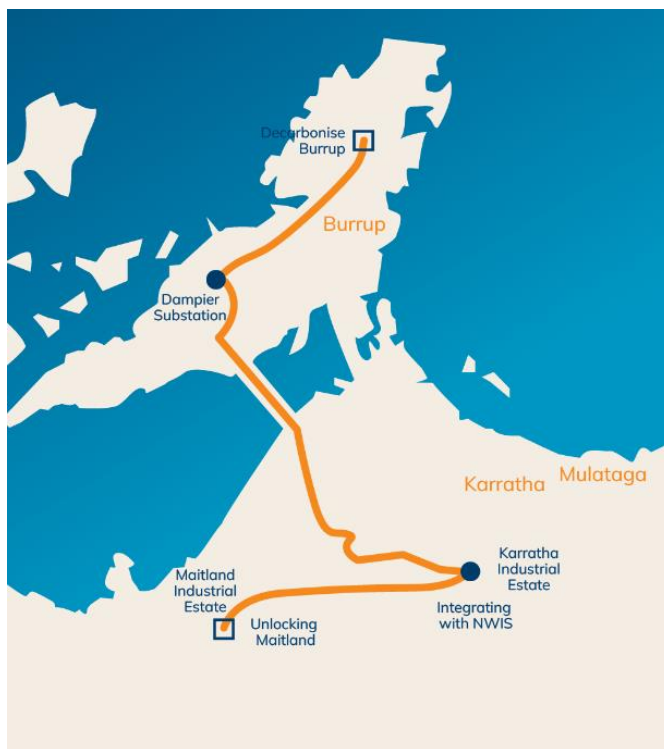 Decarbonise
Burrup
Burrup
Dampier
Substation
Karratha
Mulataga
Karratha
Industrial
Estate
Maitland
Industrial
Estate
Integrating
with NWIS
Unlocking
Maitland